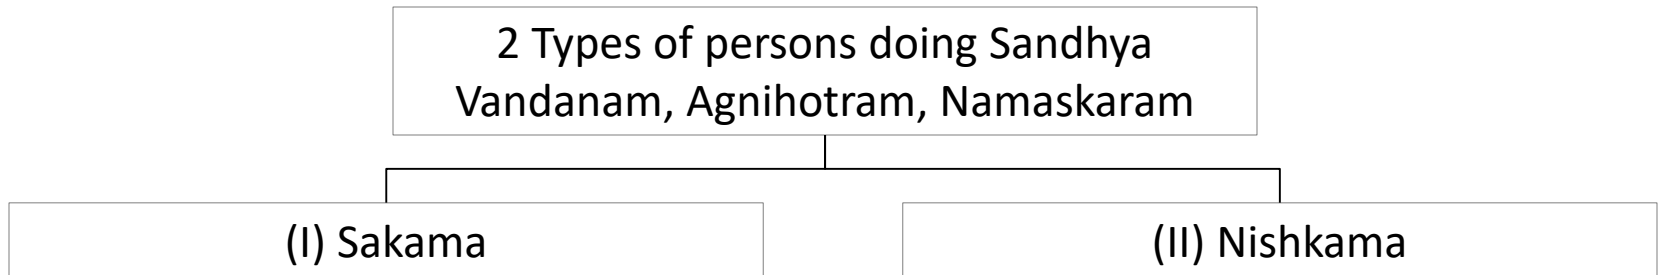 2 Types of persons doing Sandhya
Vandanam, Agnihotram, Namaskaram
(I) Sakama
(II) Nishkama